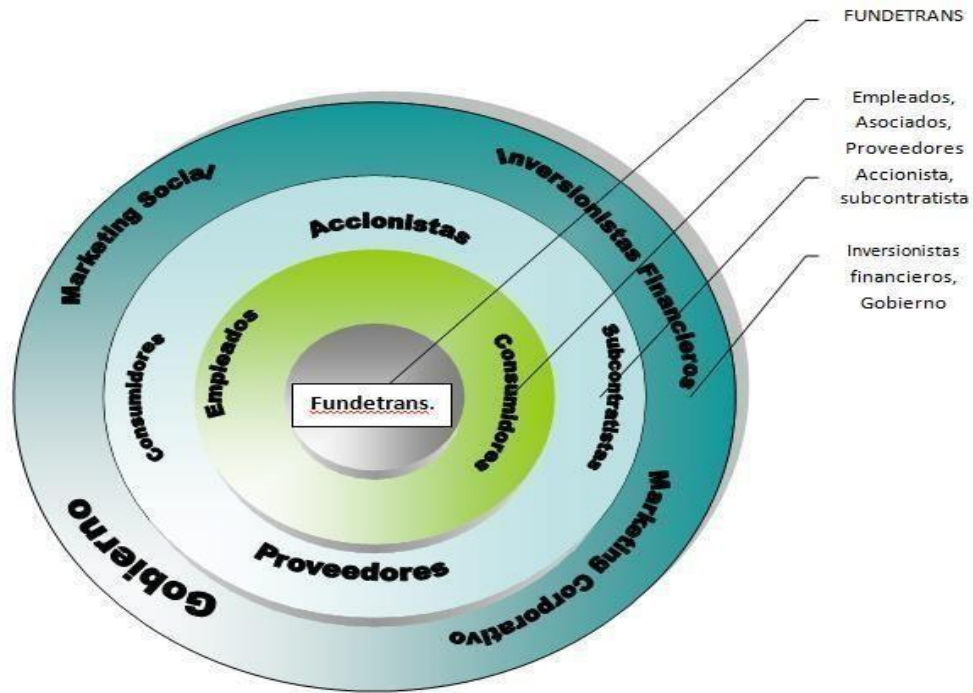 FUNDETRANS
Empleados,
Asociados,
Proveedores
Accionista,
subcontratista
Inversionistas
financieros,
Gobierno
Marketing Social
Inversionistas Financieros
Accionistas
Empleados
Consumidores
Consumidores
Subcontratistas
Fundetrans.
Proveedores
Gobierno
Marketing Corporativo